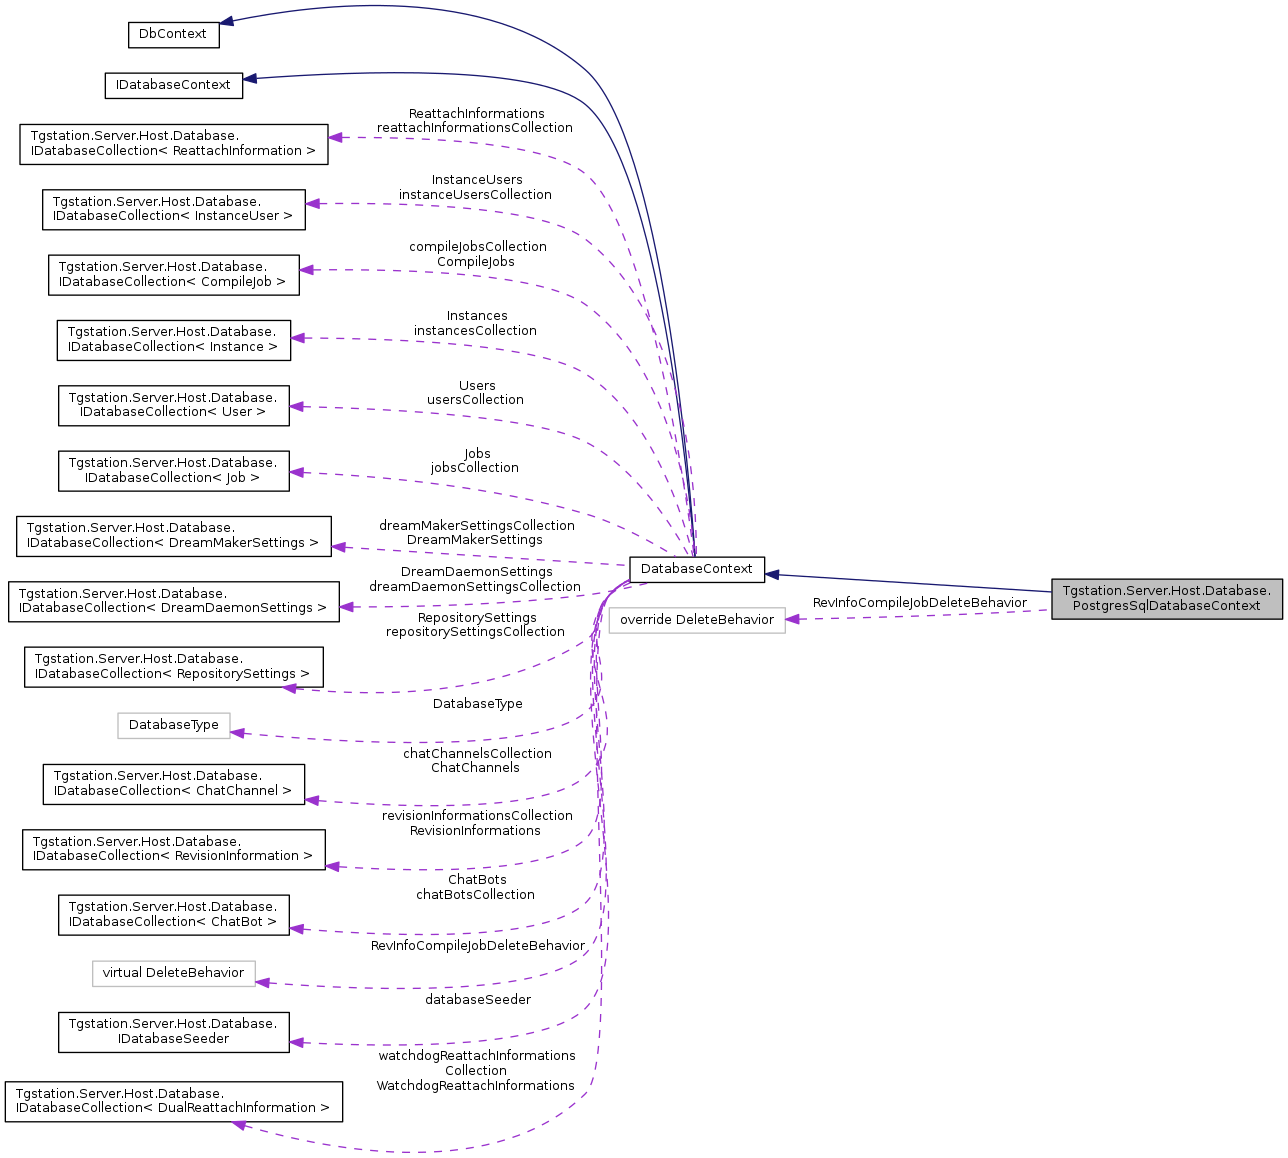 DbContext
IDatabaseContext
ReattachInformations
reattachInformationsCollection
Tgstation.Server.Host.Database.
IDatabaseCollection< ReattachInformation >
InstanceUsers
instanceUsersCollection
Tgstation.Server.Host.Database.
IDatabaseCollection< InstanceUser >
compileJobsCollection
CompileJobs
Tgstation.Server.Host.Database.
IDatabaseCollection< CompileJob >
Instances
instancesCollection
Tgstation.Server.Host.Database.
IDatabaseCollection< Instance >
Users
usersCollection
Tgstation.Server.Host.Database.
IDatabaseCollection< User >
Jobs
jobsCollection
Tgstation.Server.Host.Database.
IDatabaseCollection< Job >
dreamMakerSettingsCollection
DreamMakerSettings
Tgstation.Server.Host.Database.
IDatabaseCollection< DreamMakerSettings >
DatabaseContext
DreamDaemonSettings
dreamDaemonSettingsCollection
Tgstation.Server.Host.Database.
IDatabaseCollection< DreamDaemonSettings >
Tgstation.Server.Host.Database.
PostgresSqlDatabaseContext
RevInfoCompileJobDeleteBehavior
override DeleteBehavior
RepositorySettings
repositorySettingsCollection
Tgstation.Server.Host.Database.
IDatabaseCollection< RepositorySettings >
DatabaseType
DatabaseType
chatChannelsCollection
ChatChannels
Tgstation.Server.Host.Database.
IDatabaseCollection< ChatChannel >
revisionInformationsCollection
RevisionInformations
Tgstation.Server.Host.Database.
IDatabaseCollection< RevisionInformation >
ChatBots
chatBotsCollection
Tgstation.Server.Host.Database.
IDatabaseCollection< ChatBot >
RevInfoCompileJobDeleteBehavior
virtual DeleteBehavior
databaseSeeder
Tgstation.Server.Host.Database.
IDatabaseSeeder
watchdogReattachInformations
Collection
WatchdogReattachInformations
Tgstation.Server.Host.Database.
IDatabaseCollection< DualReattachInformation >